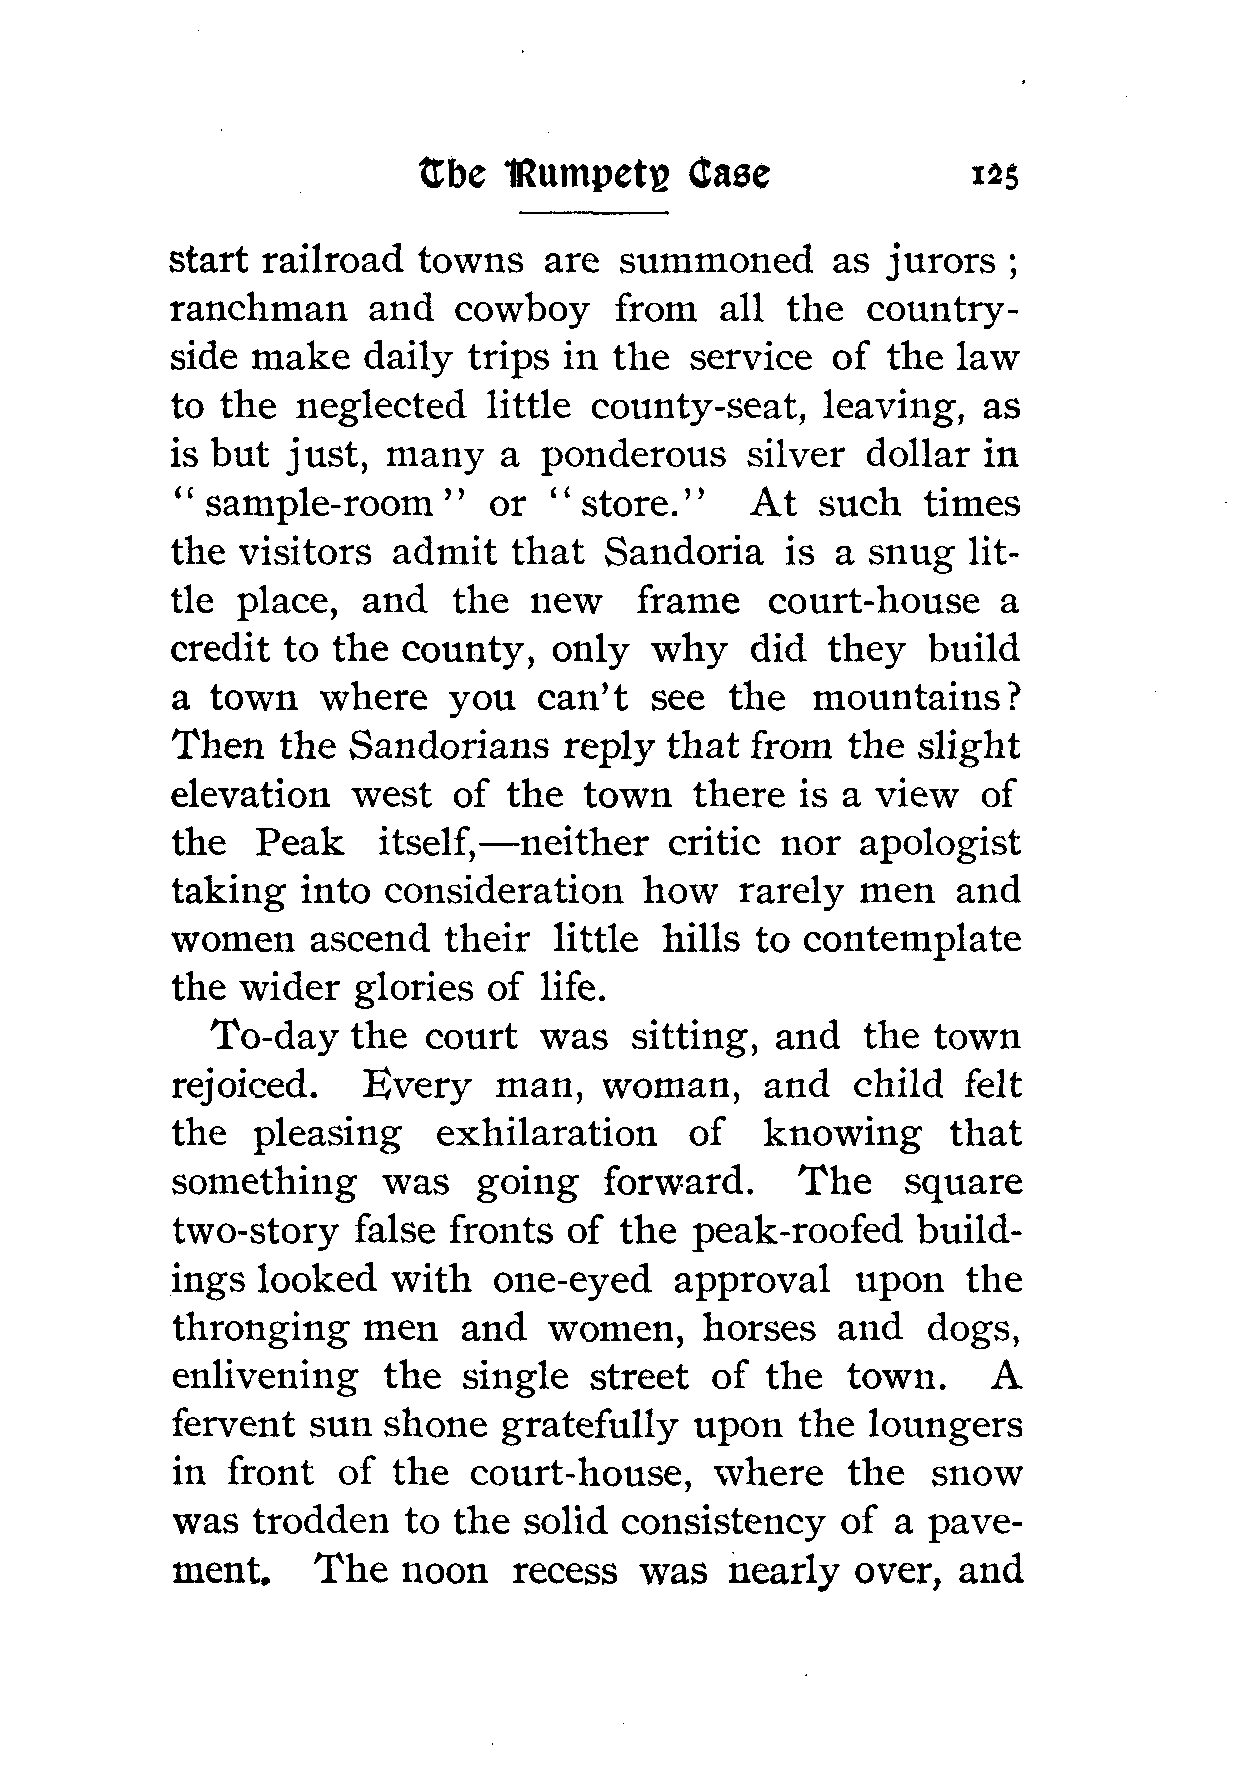 The Rumpety Case 125
start railroad towns are summoned as jurors ;
ranchman and cowboy from all the country-
side make daily trips in the service of the law
to the neglected little county-seat, leaving, as
is but just, many a ponderous silver dollar in
“ sample-room ” or “ store.” At such times
the visitors admit that Sandoria is a snug lit-
tle place, and the new frame court-house a
credit to the county, only why did they build
a town where you can’t see the mountains?
Then the Sandorians reply that from the slight
elevation west of the town there is a view of
the Peak itself,—neither critic nor apologist
taking into consideration how rarely men and
women ascend their little hills to contemplate
the wider glories of life.
To-day the court was sitting, and the town
rejoiced. Every man, woman, and child felt
the pleasing exhilaration of knowing that
something was going forward. The square
two-story false fronts of the peak-roofed build-
ings looked with one-eyed approval upon the
thronging men and women, horses and dogs,
enlivening the single street of the town. A
fervent sun shone gratefully upon the loungers
in front of the court-house, where the snow
was trodden to the solid consistency of a pave-
ment. The noon recess was nearly over, and